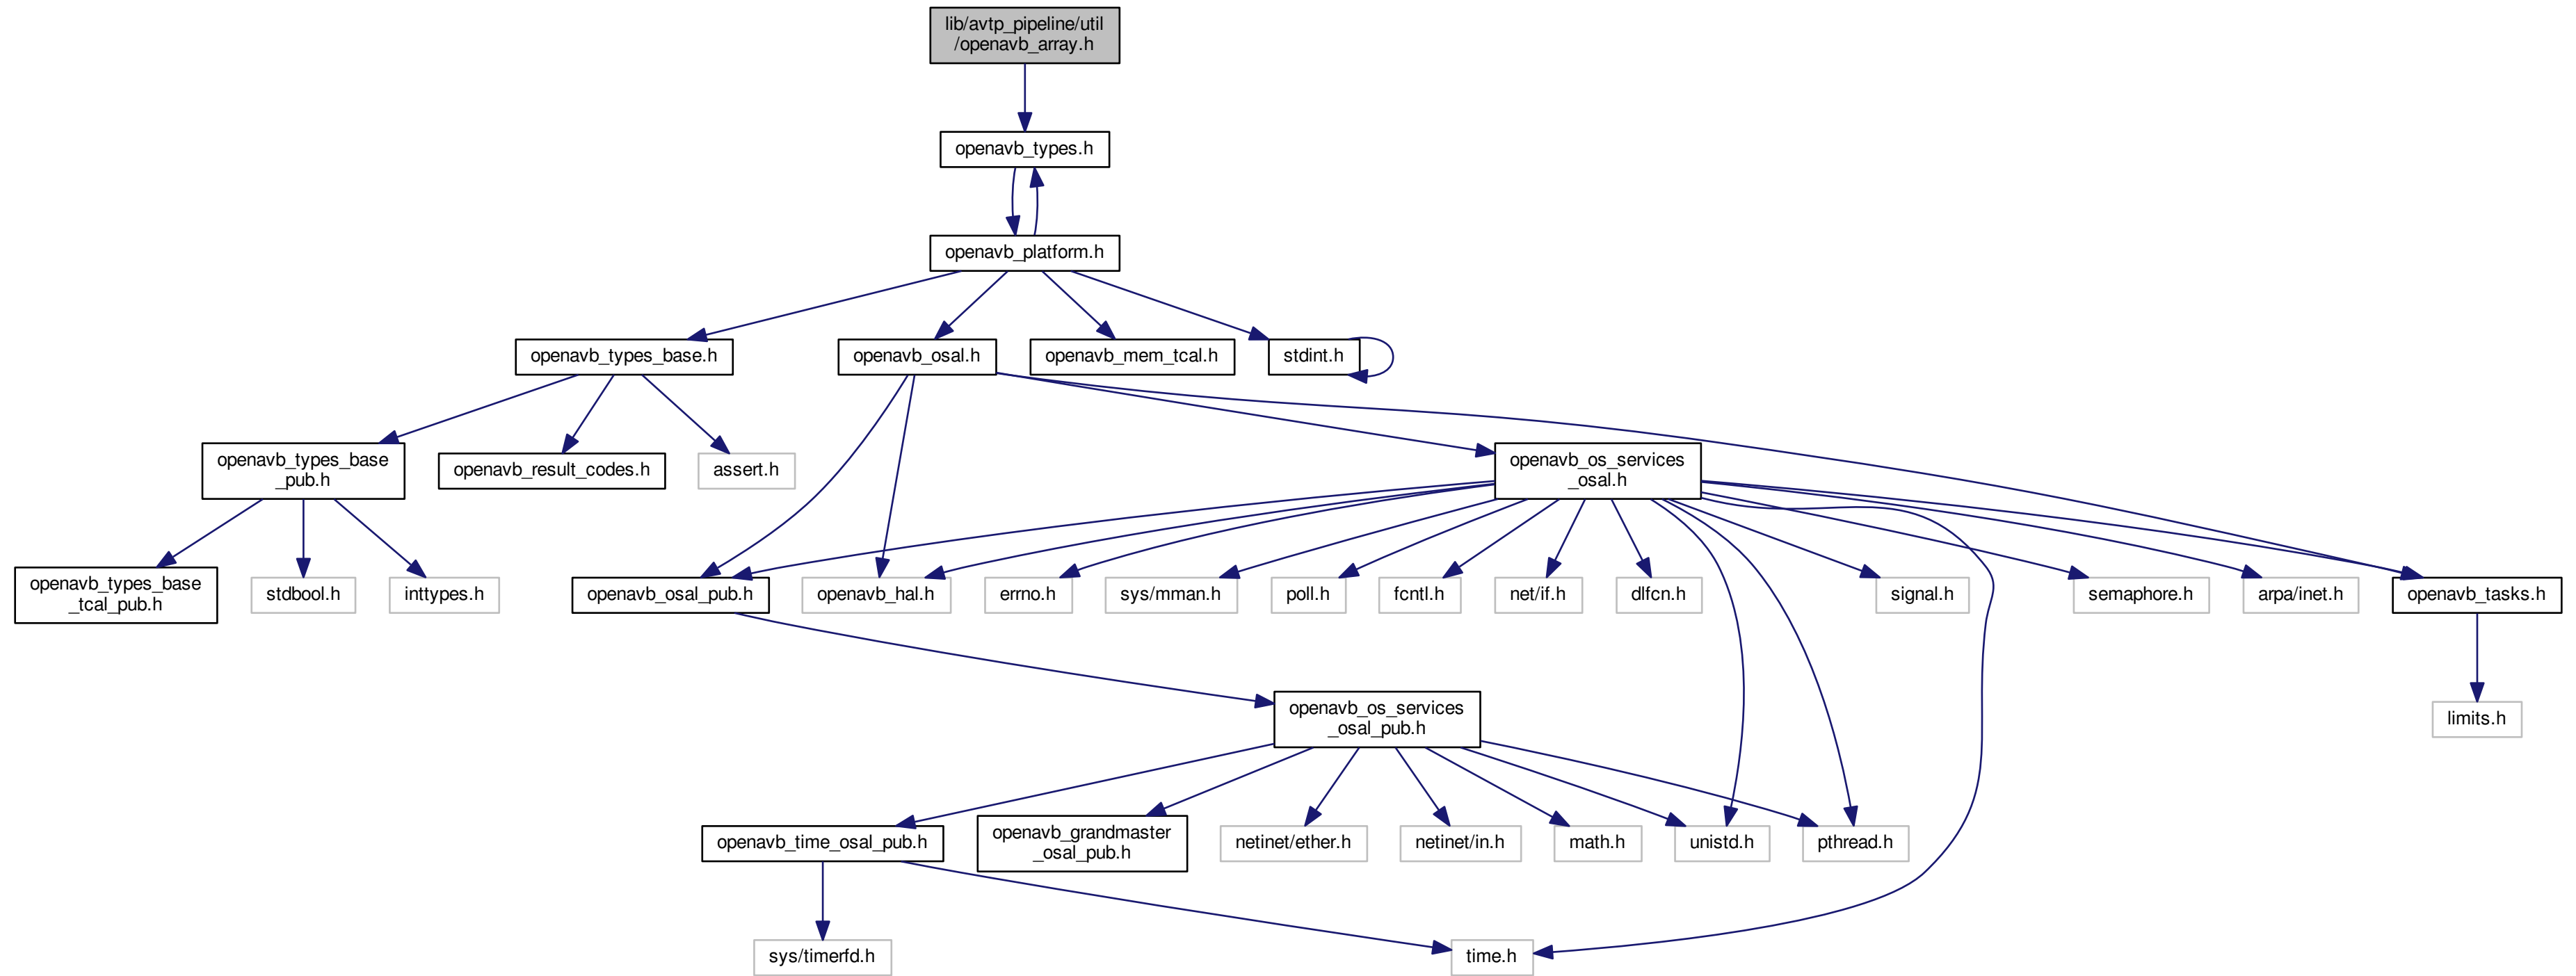 lib/avtp_pipeline/util
/openavb_array.h
openavb_types.h
openavb_platform.h
openavb_types_base.h
openavb_osal.h
openavb_mem_tcal.h
stdint.h
openavb_types_base
_pub.h
openavb_result_codes.h
assert.h
openavb_os_services
_osal.h
openavb_types_base
_tcal_pub.h
stdbool.h
inttypes.h
openavb_osal_pub.h
openavb_hal.h
errno.h
sys/mman.h
poll.h
fcntl.h
net/if.h
dlfcn.h
signal.h
semaphore.h
arpa/inet.h
openavb_tasks.h
openavb_os_services
_osal_pub.h
limits.h
openavb_time_osal_pub.h
openavb_grandmaster
_osal_pub.h
netinet/ether.h
netinet/in.h
math.h
unistd.h
pthread.h
sys/timerfd.h
time.h